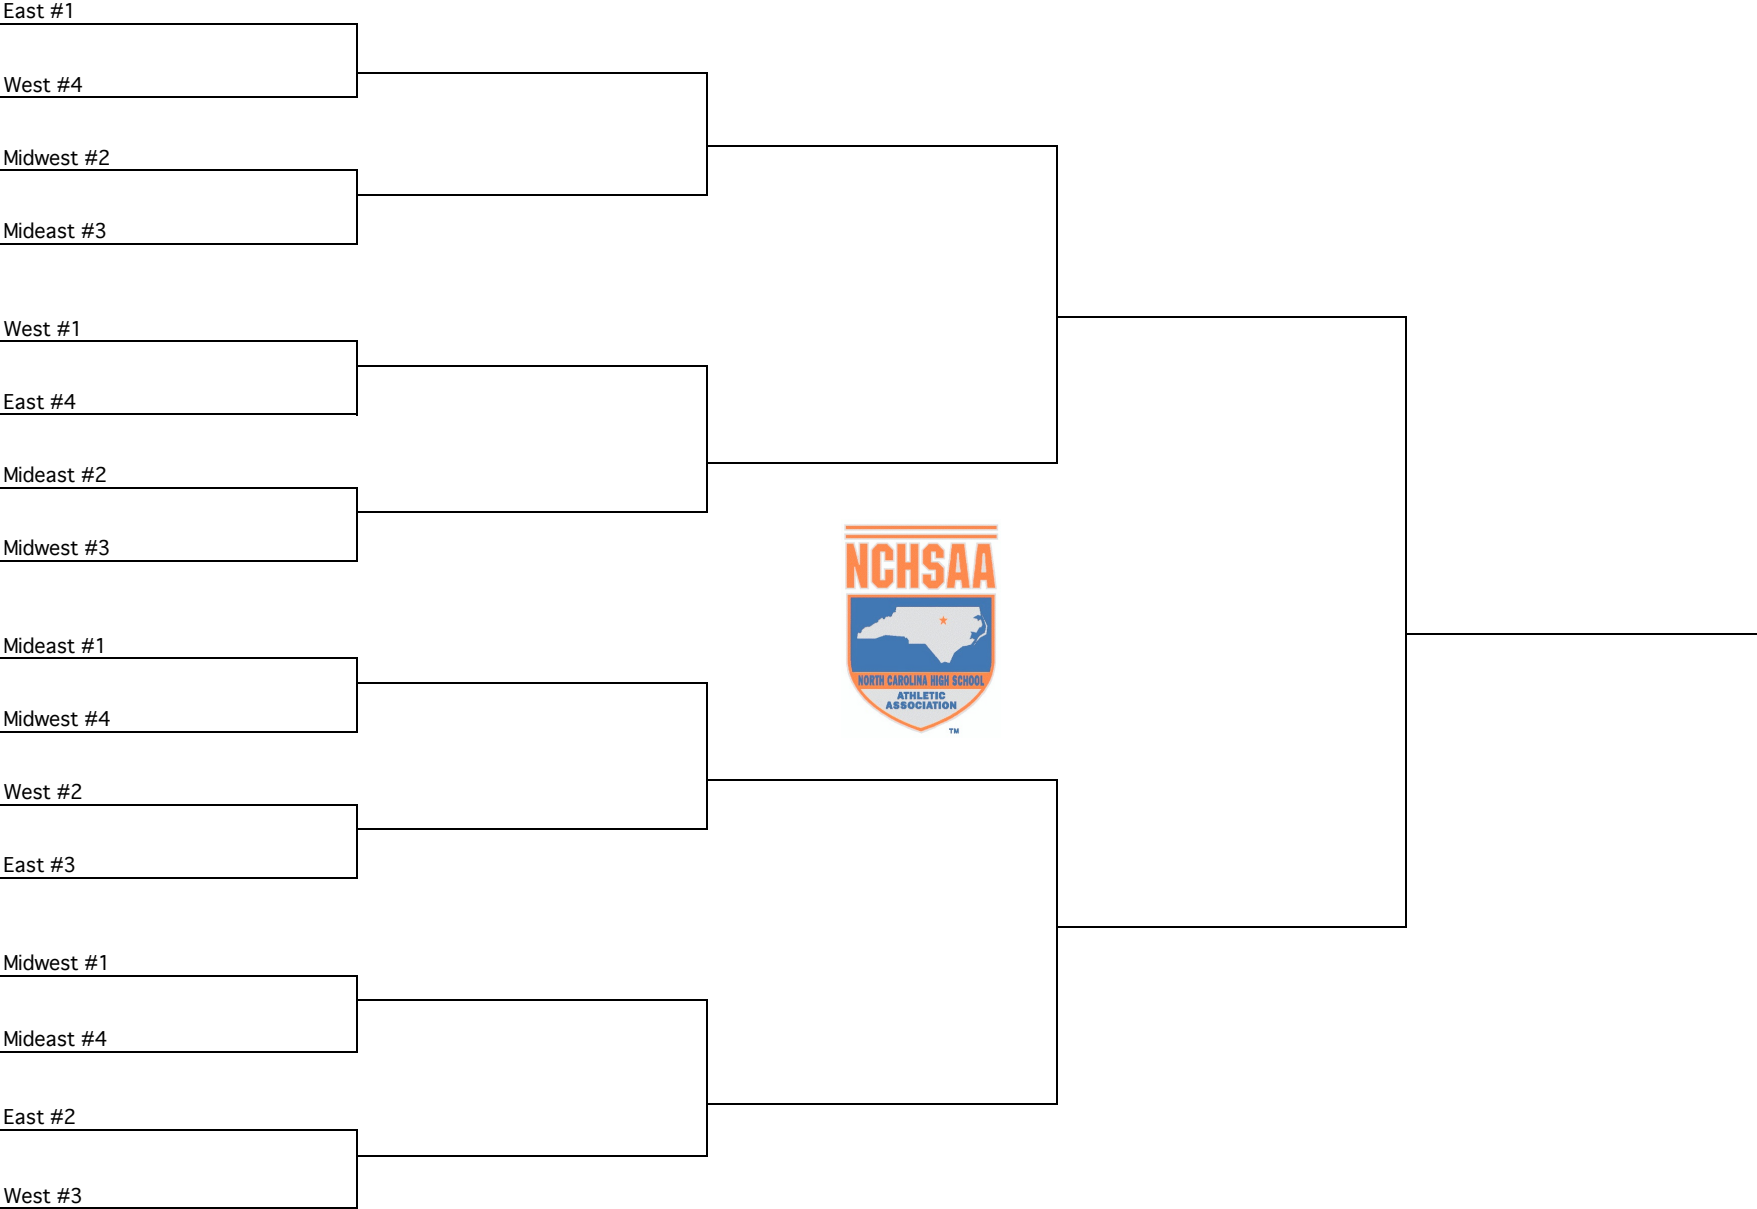 East #1
West #4
Midwest #2
Mideast #3
West #1
East #4
Mideast #2
Midwest #3
NCHSAA
NORTH CAROLINA HIGH SCHOOL
ATHLETIC
ASSOCIATION
TM
Mideast #1
Midwest #4
West #2
East #3
Midwest #1
Mideast #4
East #2
West #3